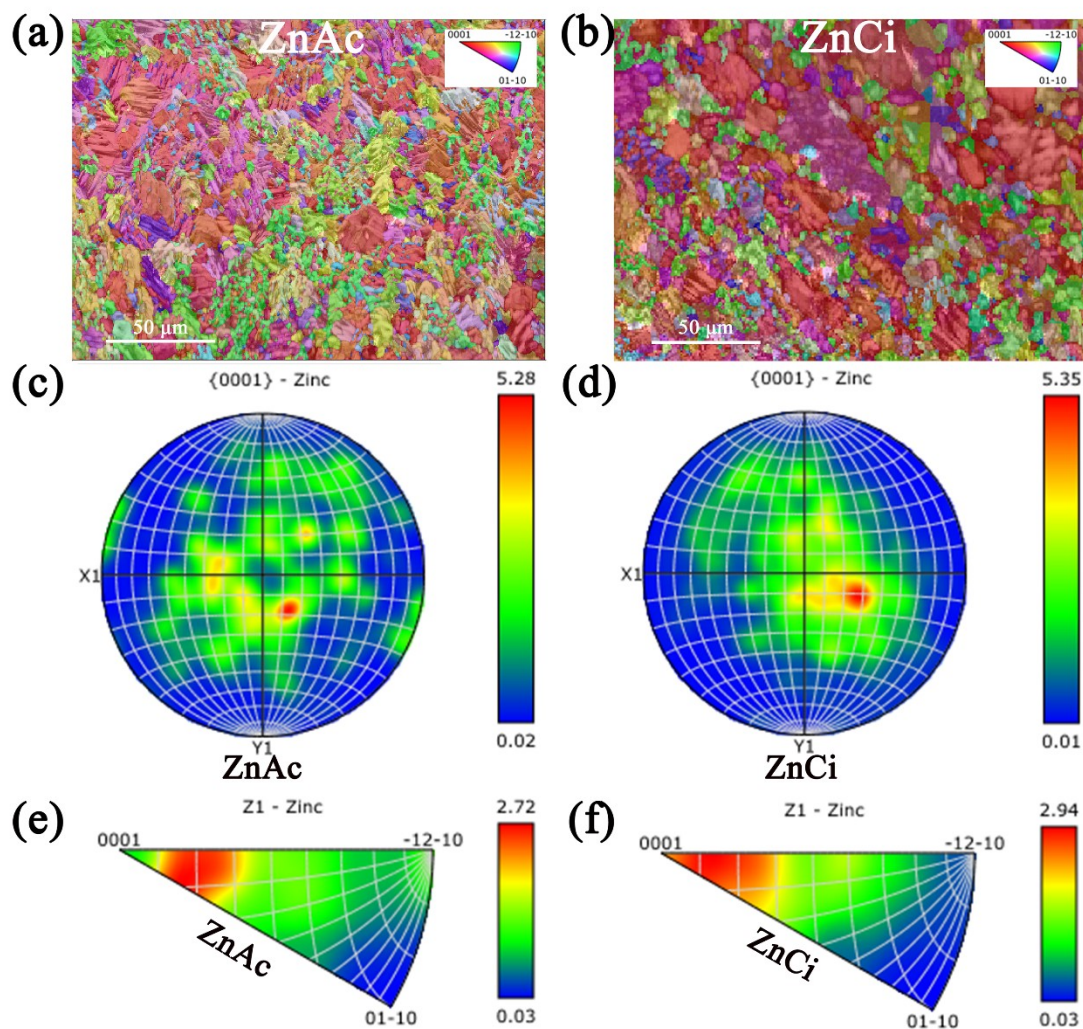 (a)
ZnAc
0001
-12-10
01-10
50 μm
(b)
ZnCi
0001
-12-10
01-10
50 μm
(c)
{0001} - Zinc
5.28
X1
0.02
Y1
ZnAc
(d)
{0001} - Zinc
5.35
X1
0.01
Y1
ZnCi
(e)
Z1 - Zinc
2.72
0001
-12-10
ZnAc
01-10
0.03
(f)
Z1 - Zinc
2.94
0001
-12-10
ZnCi
01-10
0.03